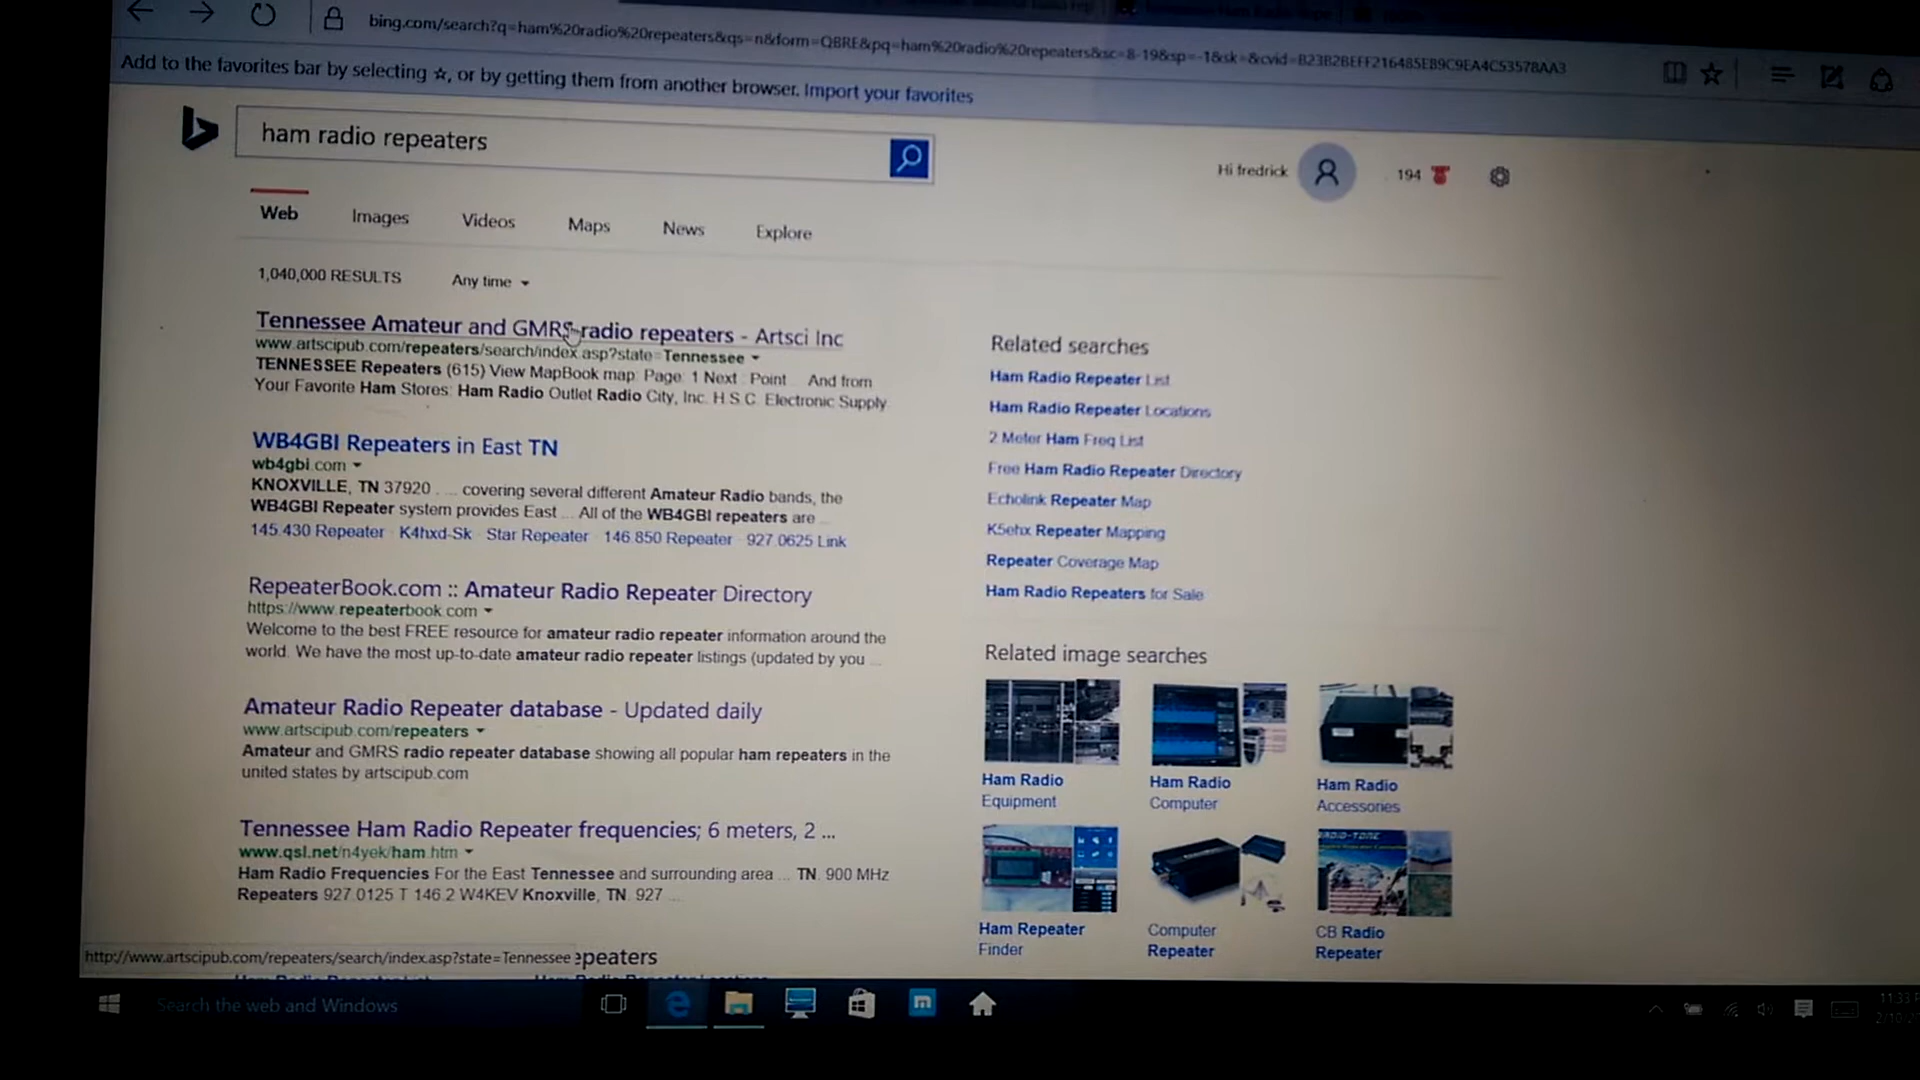 bing.com/search?q=ham%20radio%20repeaters&qs=n&form=QBRE&pq=ham%20radio%20repeaters&sc=8-19&sp=-1&sk=&cvid=B23B2BEFF216485EB9C9EA4C53578AA3
Add to the favorites bar by selecting ☆, or by getting them from another browser. Import your favorites
ham radio repeaters
Hi fredrick
194
Web Images Videos Maps News Explore
1,040,000 RESULTS Any time
Tennessee Amateur and GMRS radio repeaters - Artsci Inc
www.artscipub.com/repeaters/search/index.asp?state=Tennessee
TENNESSEE Repeaters (615) View MapBook map: Page: 1 Next : Point ... And from
Your Favorite Ham Stores: Ham Radio Outlet Radio City, Inc. H.S.C. Electronic Supply
WB4GBI Repeaters in East TN
wb4gbi.com
KNOXVILLE, TN 37920 . ... covering several different Amateur Radio bands, the
WB4GBI Repeater system provides East ... All of the WB4GBI repeaters are ...
145.430 Repeater · K4hxd-Sk · Star Repeater · 146.850 Repeater · 927.0625 Link
RepeaterBook.com :: Amateur Radio Repeater Directory
https://www.repeaterbook.com
Welcome to the best FREE resource for amateur radio repeater information around the
world. We have the most up-to-date amateur radio repeater listings (updated by you ...
Amateur Radio Repeater database - Updated daily
www.artscipub.com/repeaters
Amateur and GMRS radio repeater database showing all popular ham repeaters in the
united states by artscipub.com
Tennessee Ham Radio Repeater frequencies; 6 meters, 2 ...
www.qsl.net/n4yek/ham.htm
Ham Radio Frequencies For the East Tennessee and surrounding area ... TN. 900 MHz
Repeaters 927.0125 T 146.2 W4KEV Knoxville, TN. 927 ...
epeaters
http://www.artscipub.com/repeaters/search/index.asp?state=Tennessee
Related searches
Ham Radio Repeater List
Ham Radio Repeater Locations
2 Meter Ham Freq List
Free Ham Radio Repeater Directory
Echolink Repeater Map
K5ehx Repeater Mapping
Repeater Coverage Map
Ham Radio Repeaters for Sale
Related image searches
Ham Radio
Equipment
Ham Radio
Computer
Ham Radio
Accessories
RADIO-TONE
Ham Repeater
Finder
Computer
Repeater
CB Radio
Repeater
Search the web and Windows
11:33